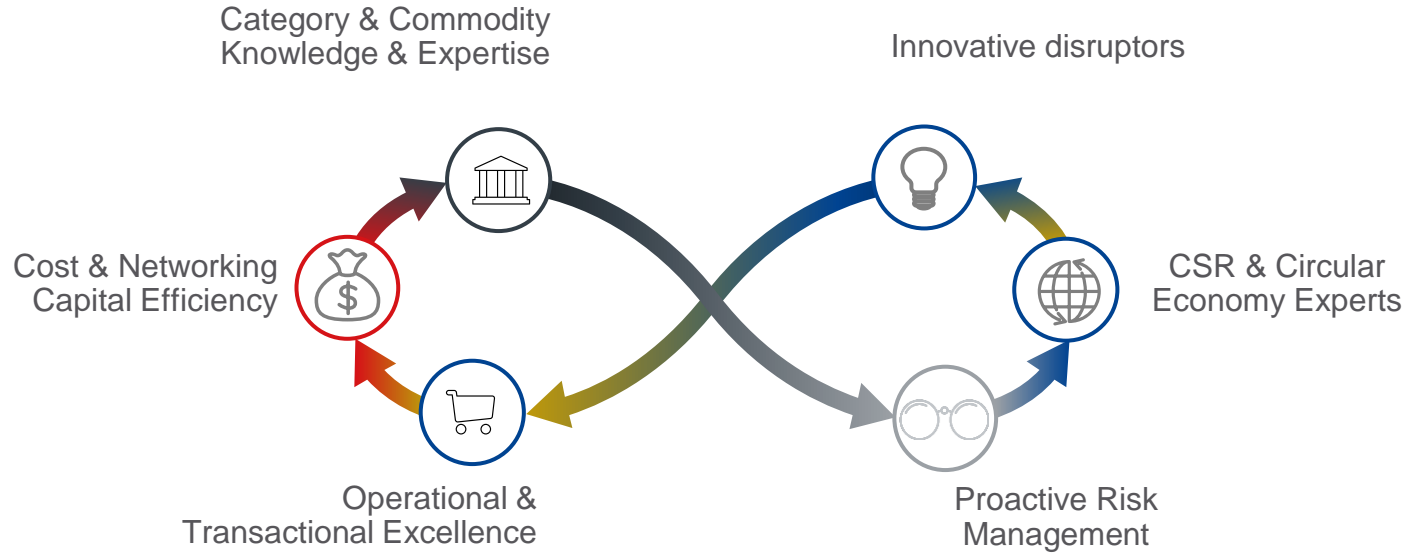 Category & Commodity
Knowledge & Expertise
Innovative disruptors
Cost & Networking
Capital Efficiency
$
CSR & Circular
Economy Experts
Operational &
Transactional Excellence
Proactive Risk
Management